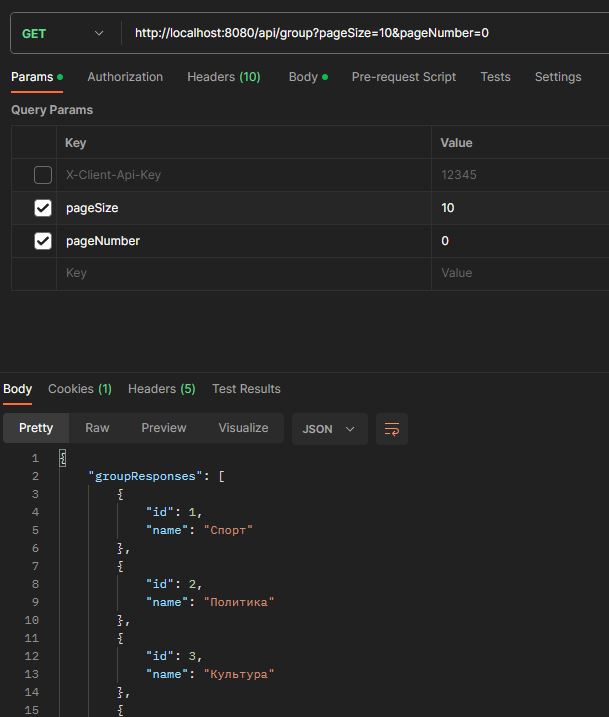 GET http://localhost:8080/api/group?pageSize=10&pageNumber=0
Params Authorization Headers (10) Body Pre-request Script Tests Settings
Query Params
Key Value
X-Client-Api-Key 12345
pageSize 10
pageNumber 0
Key Value
Body Cookies (1) Headers (5) Test Results
Pretty Raw Preview Visualize JSON
1 {
2 "groupResponses": [
3 {
4 "id": 1,
5 "name": "Спорт"
6 },
7 {
8 "id": 2,
9 "name": "Политика"
10 },
11 {
12 "id": 3,
13 "name": "Культура"
14 },
15 {